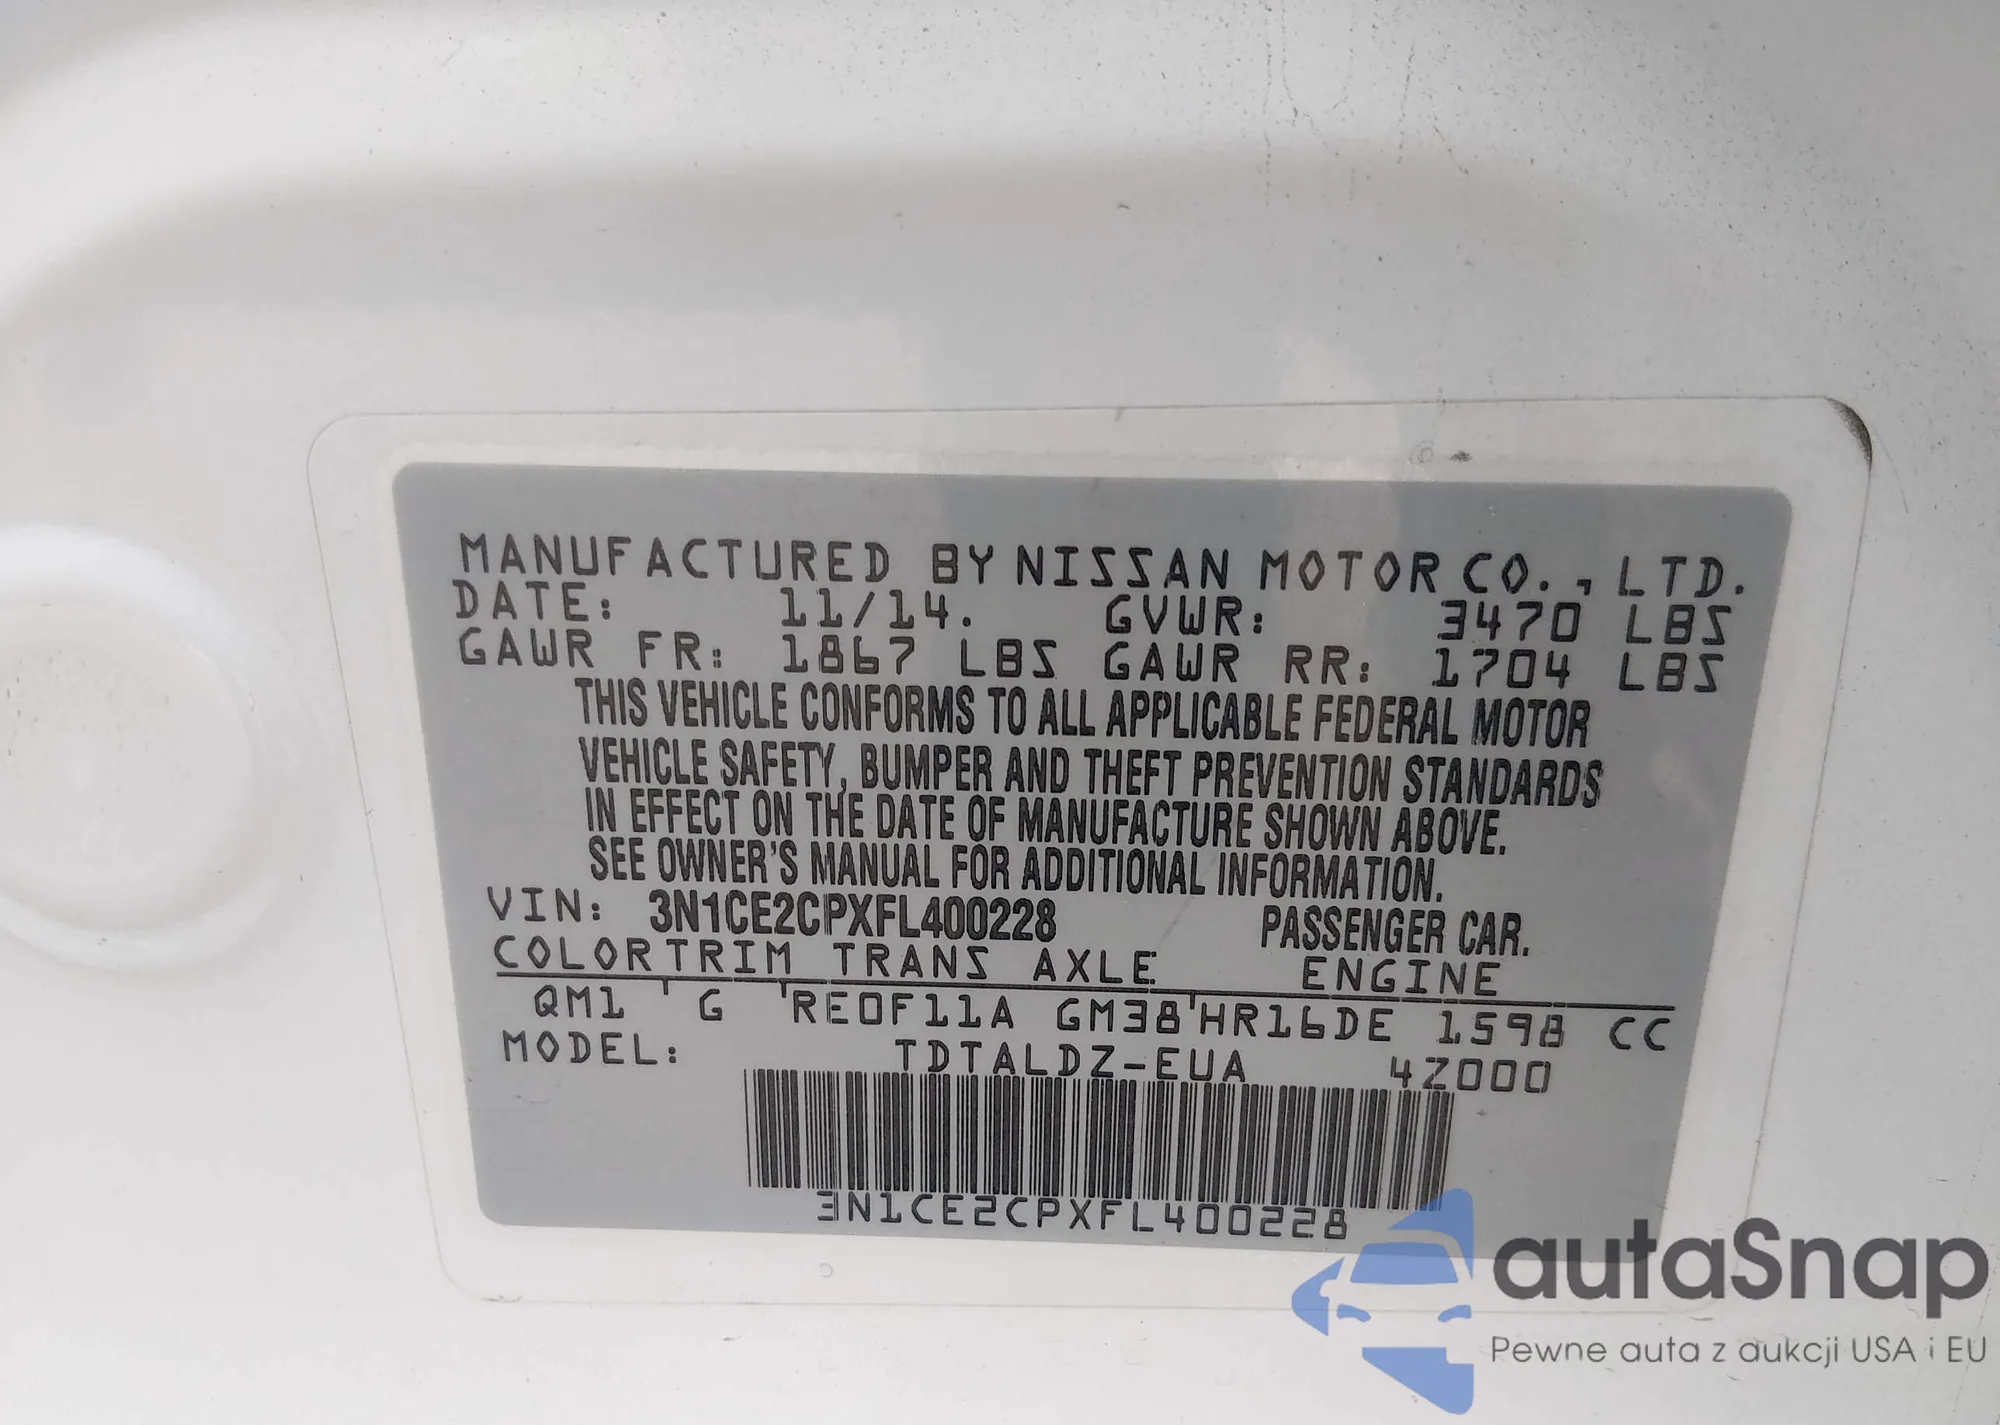 MANUFACTURED BY NISSAN MOTOR CO., LTD.
DATE: 11/14. GVWR: 3470 LBS
GAWR FR: 1867 LBS GAWR RR: 1704 LBS
THIS VEHICLE CONFORMS TO ALL APPLICABLE FEDERAL MOTOR
VEHICLE SAFETY, BUMPER AND THEFT PREVENTION STANDARDS
IN EFFECT ON THE DATE OF MANUFACTURE SHOWN ABOVE.
SEE OWNER'S MANUAL FOR ADDITIONAL INFORMATION.
VIN: 3N1CE2CPXFL400228 PASSENGER CAR.
COLOR TRIM TRANS AXLE ENGINE
QM1 G RE0F11A GM38 HR16DE 1598 CC
MODEL: TDTALDZ-EUA 4Z000
3N1CE2CPXFL400228
autaSnap
Pewne auta z aukcji USA i EU